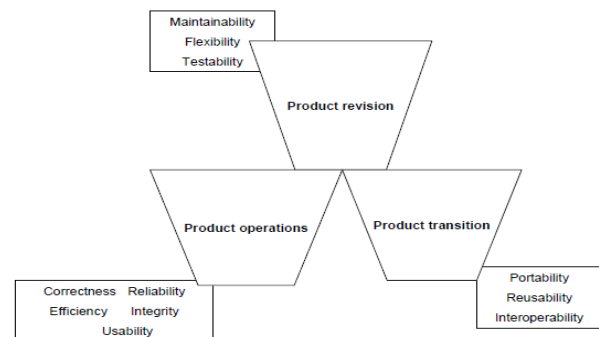 Maintainability
Flexibility
Testability
Product revision
Product operations
Product transition
Correctness Reliability
Efficiency Integrity
Usability
Portability
Reusability
Interoperability